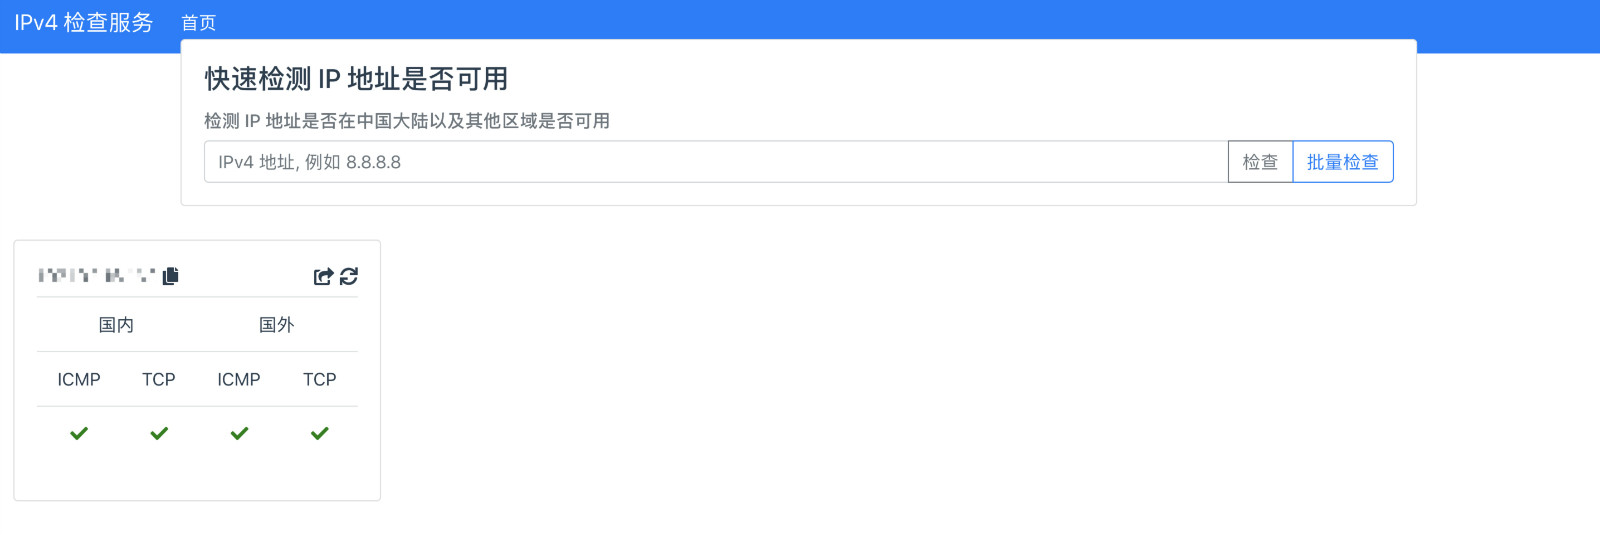 IPv4 检查服务 首页
快速检测 IP 地址是否可用
检测 IP 地址是否在中国大陆以及其他区域是否可用
IPv4 地址, 例如 8.8.8.8 检查 批量检查
国内 国外
ICMP TCP ICMP TCP